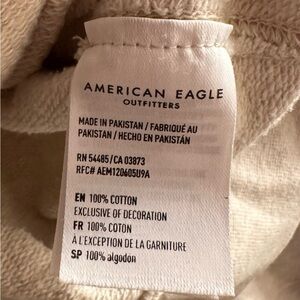 AMERICAN EAGLE
OUTFITTERS
MADE IN PAKISTAN / FABRIQUÉ AU
PAKISTAN / HECHO EN PAKISTÁN
RN 54485/CA 03873
RFC# AEM120605U9A
EN 100% COTTON
EXCLUSIVE OF DECORATION
FR 100% COTON
À L'EXCEPTION DE LA GARNITURE
SP 100% algodon